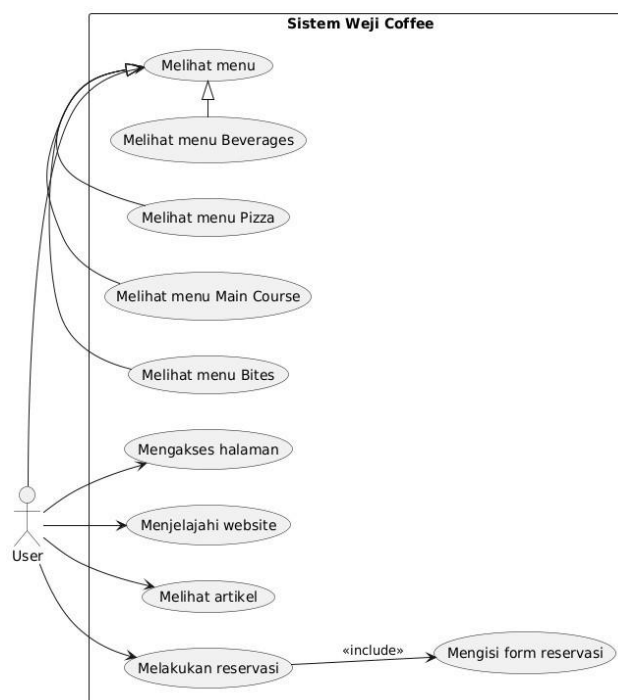 Sistem Weji Coffee
Melihat menu
Melihat menu Beverages
Melihat menu Pizza
Melihat menu Main Course
Melihat menu Bites
Mengakses halaman
Menjelajahi website
User
Melihat artikel
Melakukan reservasi
«include»
Mengisi form reservasi